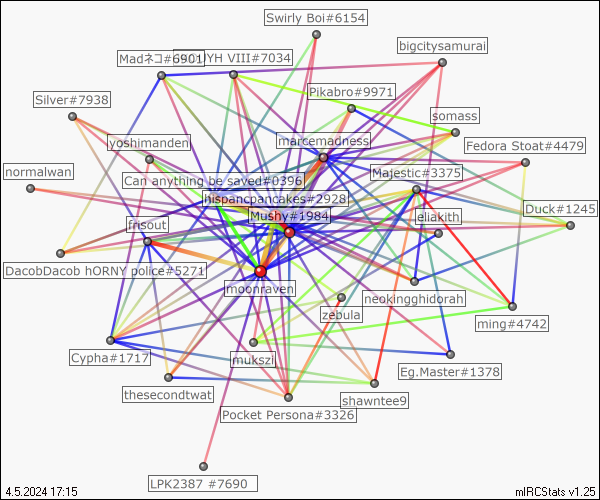 Swirly Boi#6154
bigcitysamurai
Madネコ#6901
YH VIII#7034
Pikabro#9971
Silver#7938
somass
yoshimanden
marcemadness
Fedora Stoat#4479
normalwan
Can anything be saved#0396
Majestic#3375
hispancpancakes#2928
Mushy#1984
eliakith
Duck#1245
frisout
DacobDacob hORNY police#5271
moonraven
neokingghidorah
zebula
ming#4742
Cypha#1717
mukszi
Eg.Master#1378
thesecondtwat
shawntee9
Pocket Persona#3326
LPK2387 #7690
4.5.2024 17:15
mIRCStats v1.25